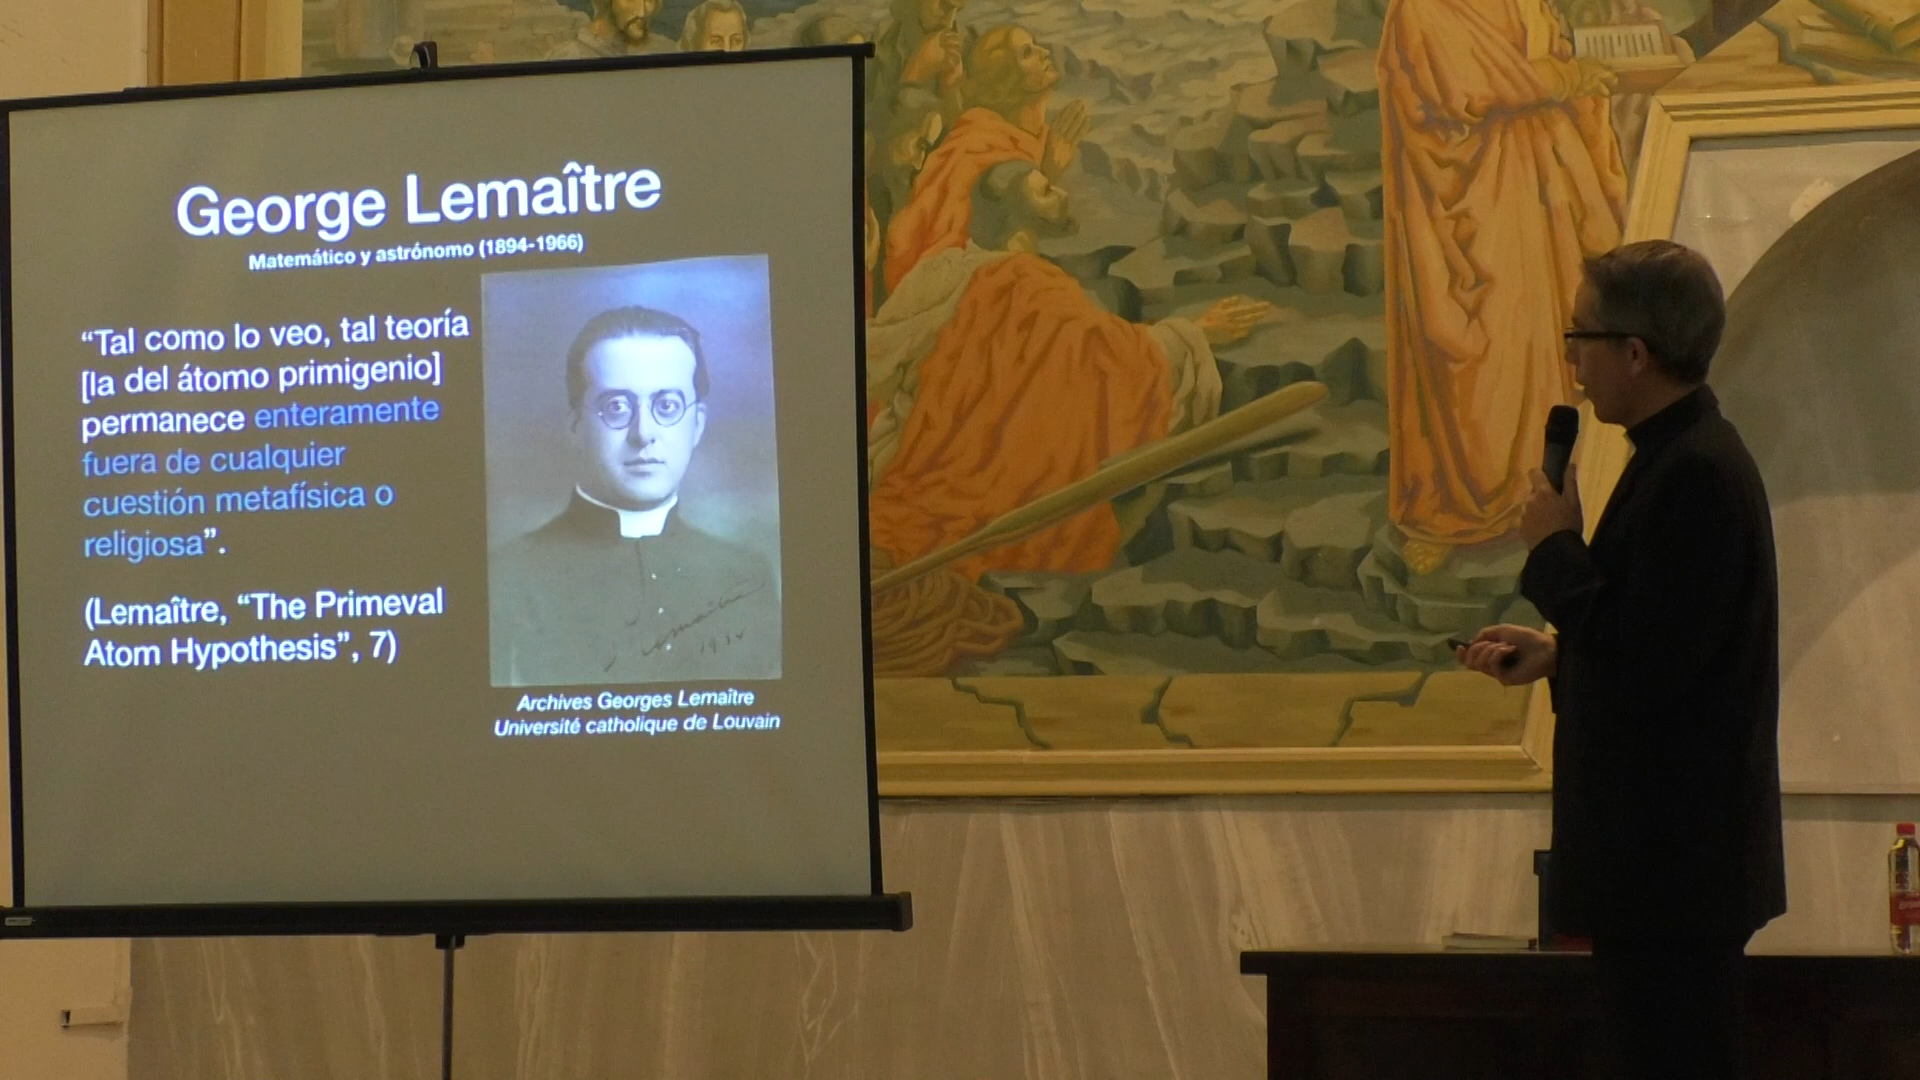 George Lemaître
Matemático y astrónomo (1894-1966)
“Tal como lo veo, tal teoría
[la del átomo primigenio]
permanece enteramente
fuera de cualquier
cuestión metafísica o
religiosa”.
(Lemaître, “The Primeval
Atom Hypothesis”, 7)
Lemaitre
Archives Georges Lemaître
Université catholique de Louvain